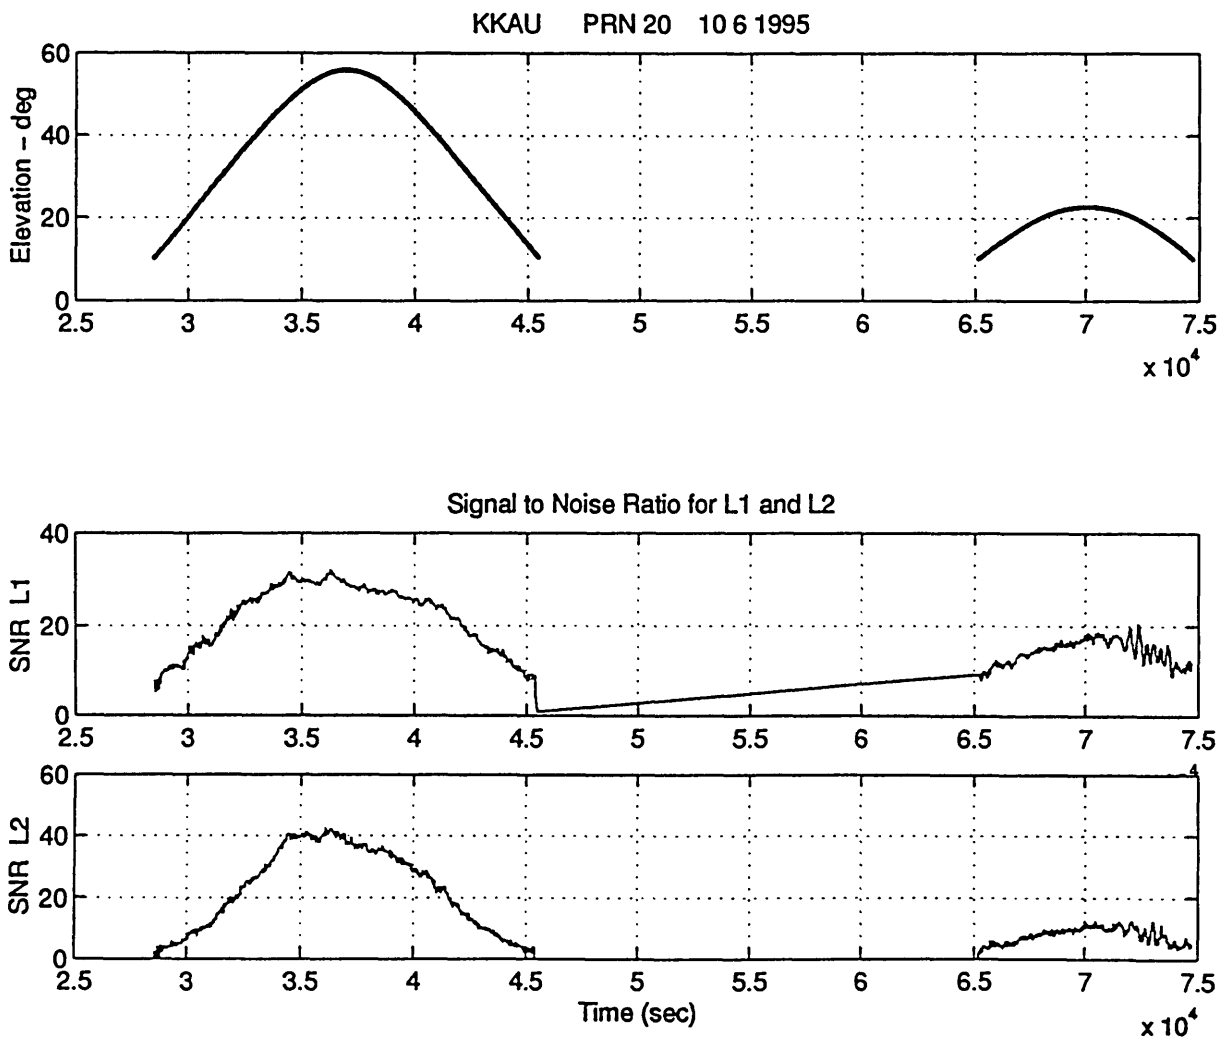 KKAU PRN 20 10 6 1995
Elevation – deg
60
40
20
0
2.5 3 3.5 4 4.5 5 5.5 6 6.5 7 7.5
x 10^4
Signal to Noise Ratio for L1 and L2
SNR L1
40
20
0
2.5 3 3.5 4 4.5 5 5.5 6 6.5 7 7.5
4
SNR L2
60
40
20
0
2.5 3 3.5 4 4.5 5 5.5 6 6.5 7 7.5
Time (sec)
x 10^4